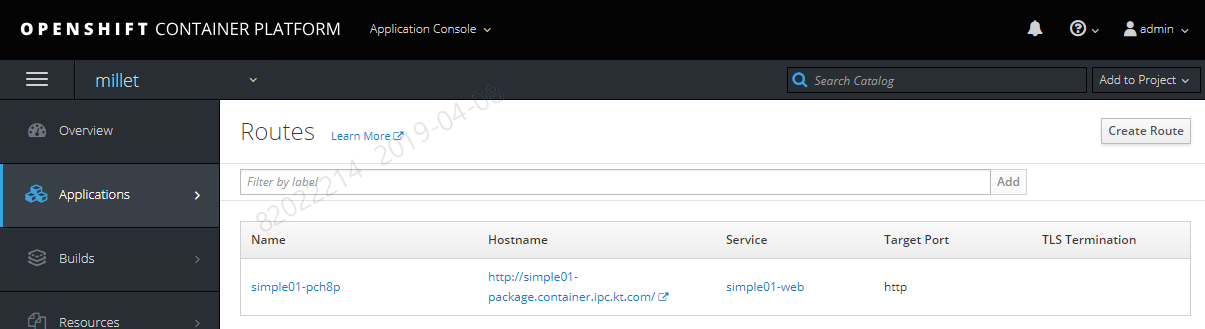 OPENSHIFT CONTAINER PLATFORM Application Console admin
millet Search Catalog Add to Project
Overview
Applications
Builds
Resources
Routes Learn More Create Route
Filter by label Add
Name Hostname Service Target Port TLS Termination
simple01-pch8p http://simple01-package.container.ipc.kt.com/ simple01-web http
82022214 2019-04-08